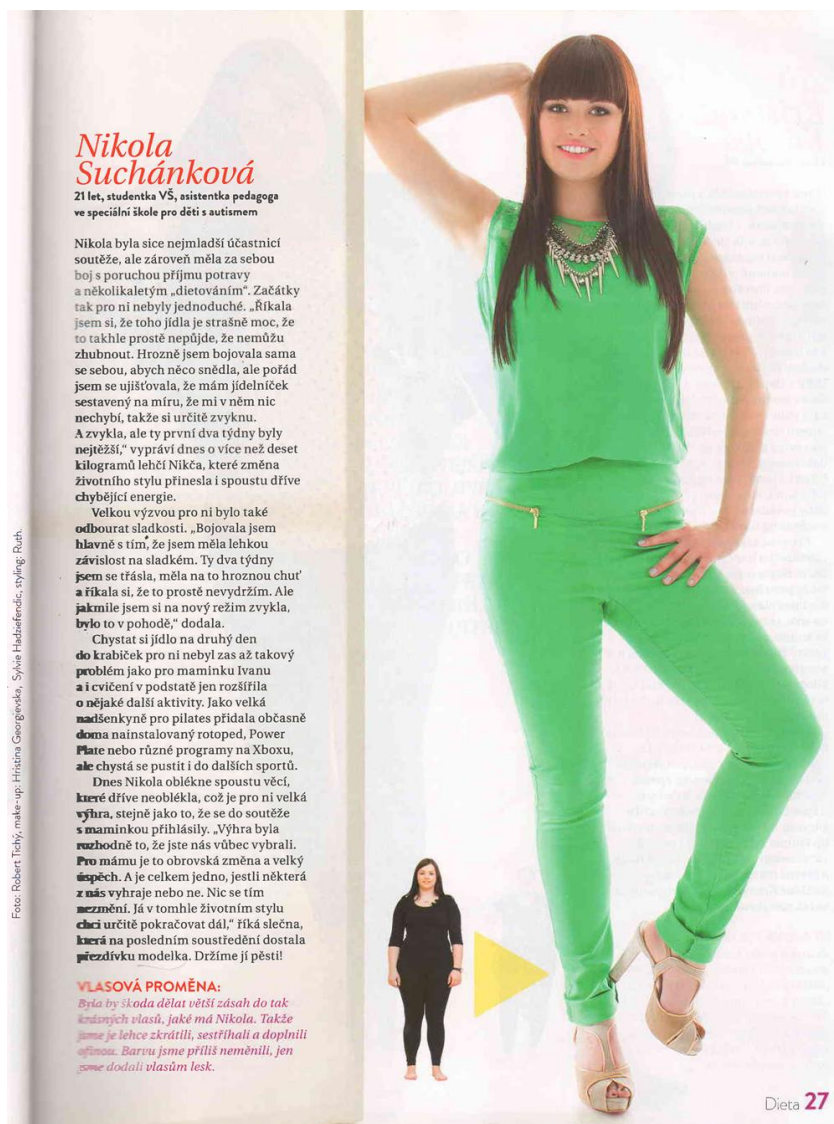 Nikola
Suchánková
21 let, studentka VŠ, asistentka pedagoga
ve speciální škole pro děti s autismem
Nikola byla sice nejmladší účastnicí
soutěže, ale zároveň měla za sebou
boj s poruchou příjmu potravy
a několikaletým „dietováním“. Začátky
tak pro ni nebyly jednoduché. „Říkala
jsem si, že toho jídla je strašně moc, že
to takhle prostě nepůjde, že nemůžu
zhubnout. Hrozně jsem bojovala sama
se sebou, abych něco snědla, ale pořád
jsem se ujišťovala, že mám jídelníček
sestavený na míru, že mi v něm nic
nechybí, takže si určitě zvyknu.
A zvykla, ale ty první dva týdny byly
nejtěžší,“ vypráví dnes o více než deset
kilogramů lehčí Nikča, které změna
životního stylu přinesla i spoustu dříve
chybějící energie.
Velkou výzvou pro ni bylo také
odbourat sladkosti. „Bojovala jsem
hlavně s tím, že jsem měla lehkou
závislost na sladkém. Ty dva týdny
jsem se třásla, měla na to hroznou chuť
a říkala si, že to prostě nevydržím. Ale
jakmile jsem si na nový režim zvykla,
bylo to v pohodě,“ dodala.
Chystat si jídlo na druhý den
do krabiček pro ni nebyl zas až takový
problém jako pro maminku Ivanu
a i cvičení v podstatě jen rozšířila
o nějaké další aktivity. Jako velká
nadšenkyně pro pilates přidala občasně
doma nainstalovaný rotoped, Power
Plate nebo různé programy na Xboxu,
ale chystá se pustit i do dalších sportů.
Dnes Nikola oblékne spoustu věcí,
které dříve neoblékla, což je pro ni velká
výhra, stejně jako to, že se do soutěže
s maminkou přihlásily. „Výhra byla
rozhodně to, že jste nás vůbec vybrali.
Pro mámu je to obrovská změna a velký
úspěch. A je celkem jedno, jestli některá
z nás vyhraje nebo ne. Nic se tím
nezmění. Já v tomhle životním stylu
chci určitě pokračovat dál,“ říká slečna,
která na posledním soustředění dostala
přezdívku modelka. Držíme jí pěsti!
VLASOVÁ PROMĚNA:
Byla by škoda dělat větší zásah do tak
krásných vlasů, jaké má Nikola. Takže
jsme je lehce zkrátili, sestříhali a doplnili
ofinou. Barvu jsme příliš neměnili, jen
jsme dodali vlasům lesk.
Foto: Robert Tichý, make-up: Hristina Georgievska, Sylvie Hadziefendic, styling: Ruth.
Dieta 27